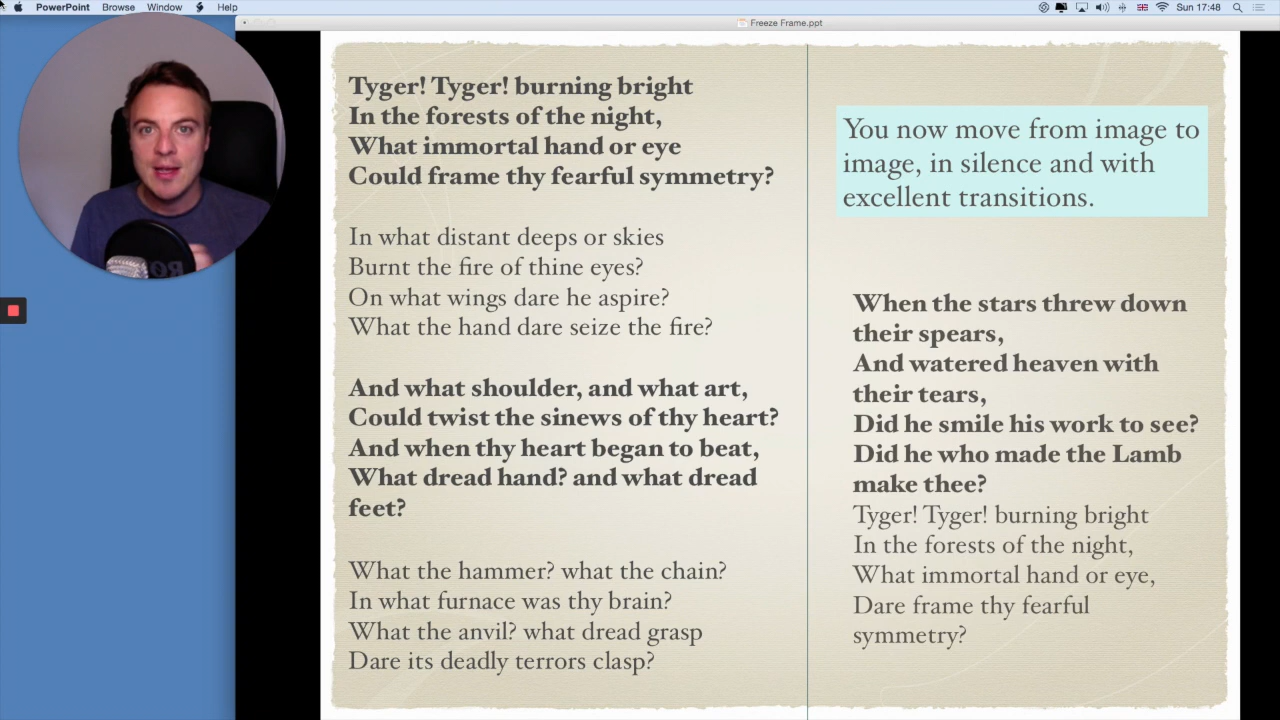 PowerPoint Browse Window Help
Sun 17:48
Freeze Frame.ppt
Tyger! Tyger! burning bright
In the forests of the night,
What immortal hand or eye
Could frame thy fearful symmetry?
In what distant deeps or skies
Burnt the fire of thine eyes?
On what wings dare he aspire?
What the hand dare seize the fire?
And what shoulder, and what art,
Could twist the sinews of thy heart?
And when thy heart began to beat,
What dread hand? and what dread
feet?
What the hammer? what the chain?
In what furnace was thy brain?
What the anvil? what dread grasp
Dare its deadly terrors clasp?
You now move from image to
image, in silence and with
excellent transitions.
When the stars threw down
their spears,
And watered heaven with
their tears,
Did he smile his work to see?
Did he who made the Lamb
make thee?
Tyger! Tyger! burning bright
In the forests of the night,
What immortal hand or eye,
Dare frame thy fearful
symmetry?